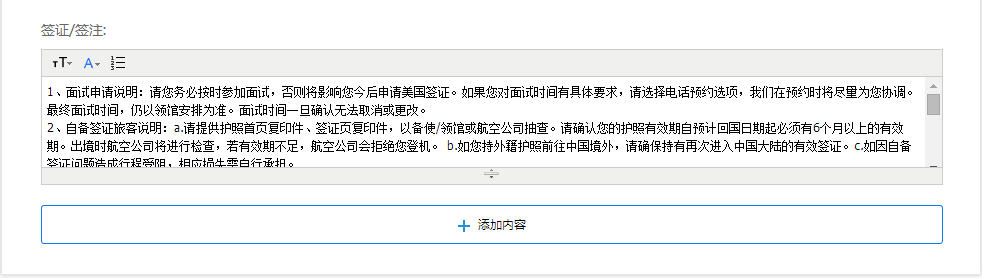 签证/签注:
тT A
1、面试申请说明：请您务必按时参加面试，否则将影响您今后申请美国签证。如果您对面试时间有具体要求，请选择电话预约选项，我们在预约时将尽量为您协调。
最终面试时间，仍以领馆安排为准。面试时间一旦确认无法取消或更改。
2、自备签证旅客说明：a.请提供护照首页复印件、签证页复印件，以备使/领馆或航空公司抽查。请确认您的护照有效期自预计回国日期起必须有6个月以上的有效
期。出境时航空公司将进行检查，若有效期不足，航空公司会拒绝您登机。 b.如您持外籍护照前往中国境外，请确保持有再次进入中国大陆的有效签证。c.如因自备
签证问题造成行程受阻，相应损失需自行承担。
添加内容